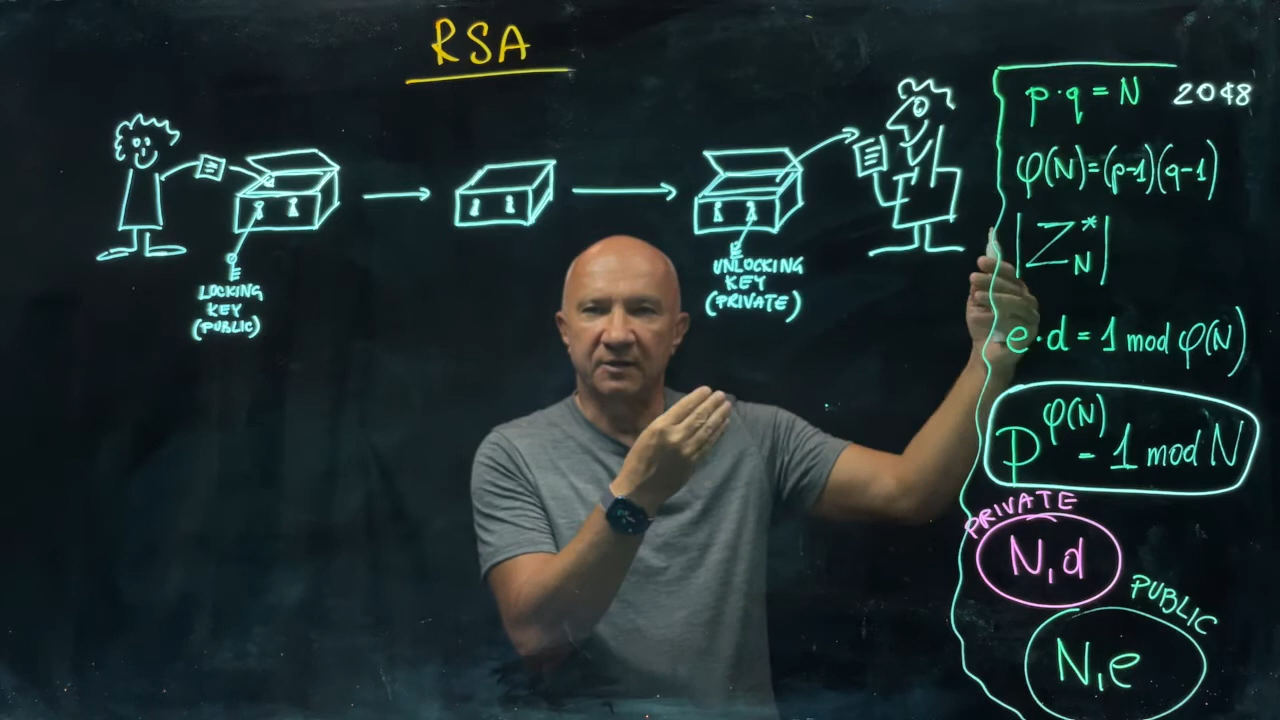 RSA
LOCKING
KEY
(PUBLIC)
UNLOCKING
KEY
(PRIVATE)
p·q = N 2048
φ(N)=(p-1)(q-1)
|Z*N|
e·d = 1 mod φ(N)
P^φ(N) = 1 mod N
PRIVATE
N,d
PUBLIC
N,e